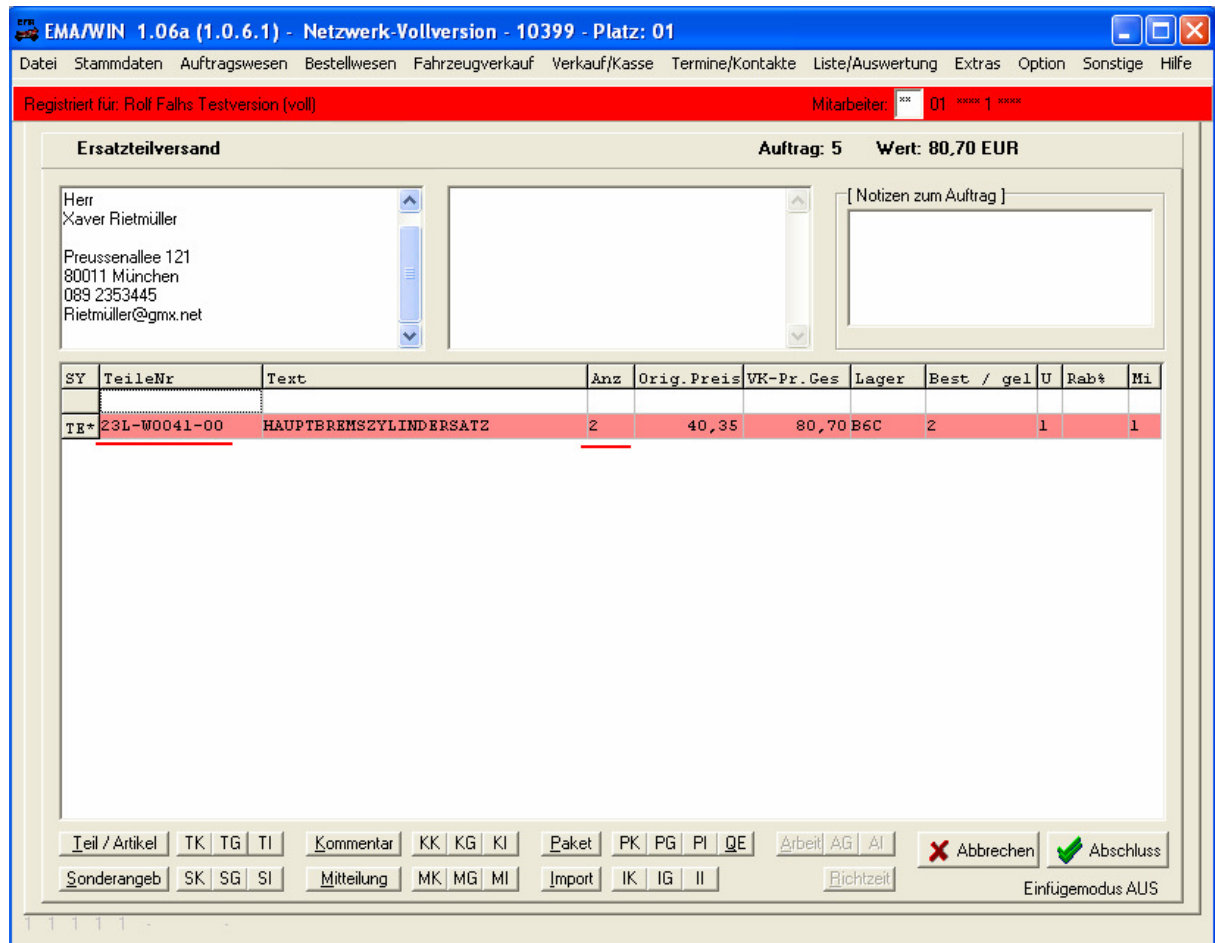 EMA/WIN 1.06a (1.0.6.1) - Netzwerk-Vollversion - 10399 - Platz: 01
Datei Stammdaten Auftragswesen Bestellwesen Fahrzeugverkauf Verkauf/Kasse Termine/Kontakte Liste/Auswertung Extras Option Sonstige Hilfe
Registriert für: Rolf Falhs Testversion (voll) Mitarbeiter: ** 01 **** 1 ****
Ersatzteilversand Auftrag: 5 Wert: 80,70 EUR
Herr
Xaver Rietmüller
Preussenallee 121
80011 München
089 2353445
Rietmüller@gmx.net
[ Notizen zum Auftrag ]
SY TeileNr Text Anz Orig.Preis VK-Pr.Ges Lager Best / gel U Rab% Mi
TE* 23L-W0041-00 HAUPTBREMSZYLINDERSATZ 2 40,35 80,70 B6C 2 1 1
Teil / Artikel TK TG TI Kommentar KK KG KI Paket PK PG PI QE Arbeit AG AI Abbrechen Abschluss
Sonderangeb SK SG SI Mitteilung MK MG MI Import IK IG II Richtzeit Einfügemodus AUS
1 1 1 1 1 - -